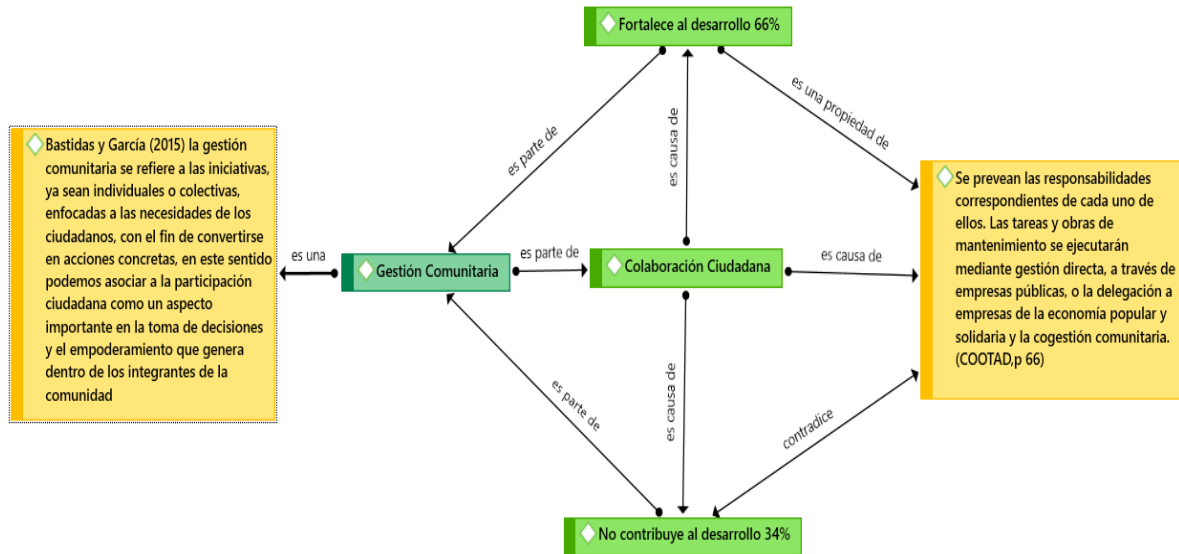 Fortalece al desarrollo 66%
es parte de
es causa de
es una propiedad de
Bastidas y García (2015) la gestión
comunitaria se refiere a las iniciativas,
ya sean individuales o colectivas,
enfocadas a las necesidades de los
ciudadanos, con el fin de convertirse
en acciones concretas, en este sentido
podemos asociar a la participación
ciudadana como un aspecto
importante en la toma de decisiones
y el empoderamiento que genera
dentro de los integrantes de la
comunidad
es una
Gestión Comunitaria
es parte de
Colaboración Ciudadana
es causa de
Se prevean las responsabilidades
correspondientes de cada uno de
ellos. Las tareas y obras de
mantenimiento se ejecutarán
mediante gestión directa, a través de
empresas públicas, o la delegación a
empresas de la economía popular y
solidaria y la cogestión comunitaria.
(COOTAD,p 66)
es parte de
es causa de
contradice
No contribuye al desarrollo 34%